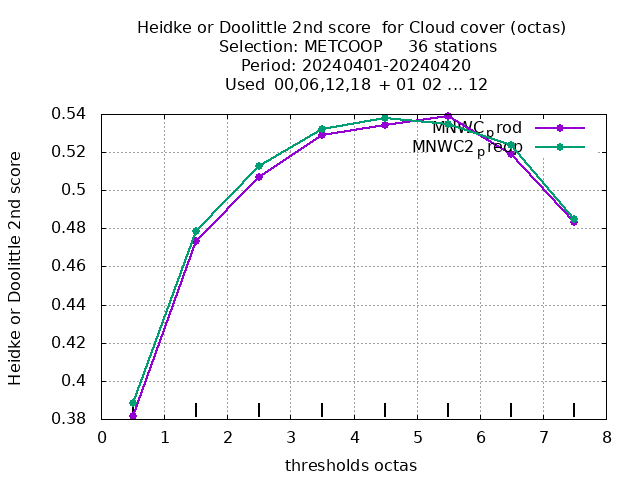 Heidke or Doolittle 2nd score  for Cloud cover (octas)
Selection: METCOOP     36 stations
Period: 20240401-20240420
Used  00,06,12,18 + 01 02 ... 12
Heidke or Doolittle 2nd score
0.54
0.52
0.5
0.48
0.46
0.44
0.42
0.4
0.38
MNWCprod
MNWC2preop
0 1 2 3 4 5 6 7 8
thresholds octas